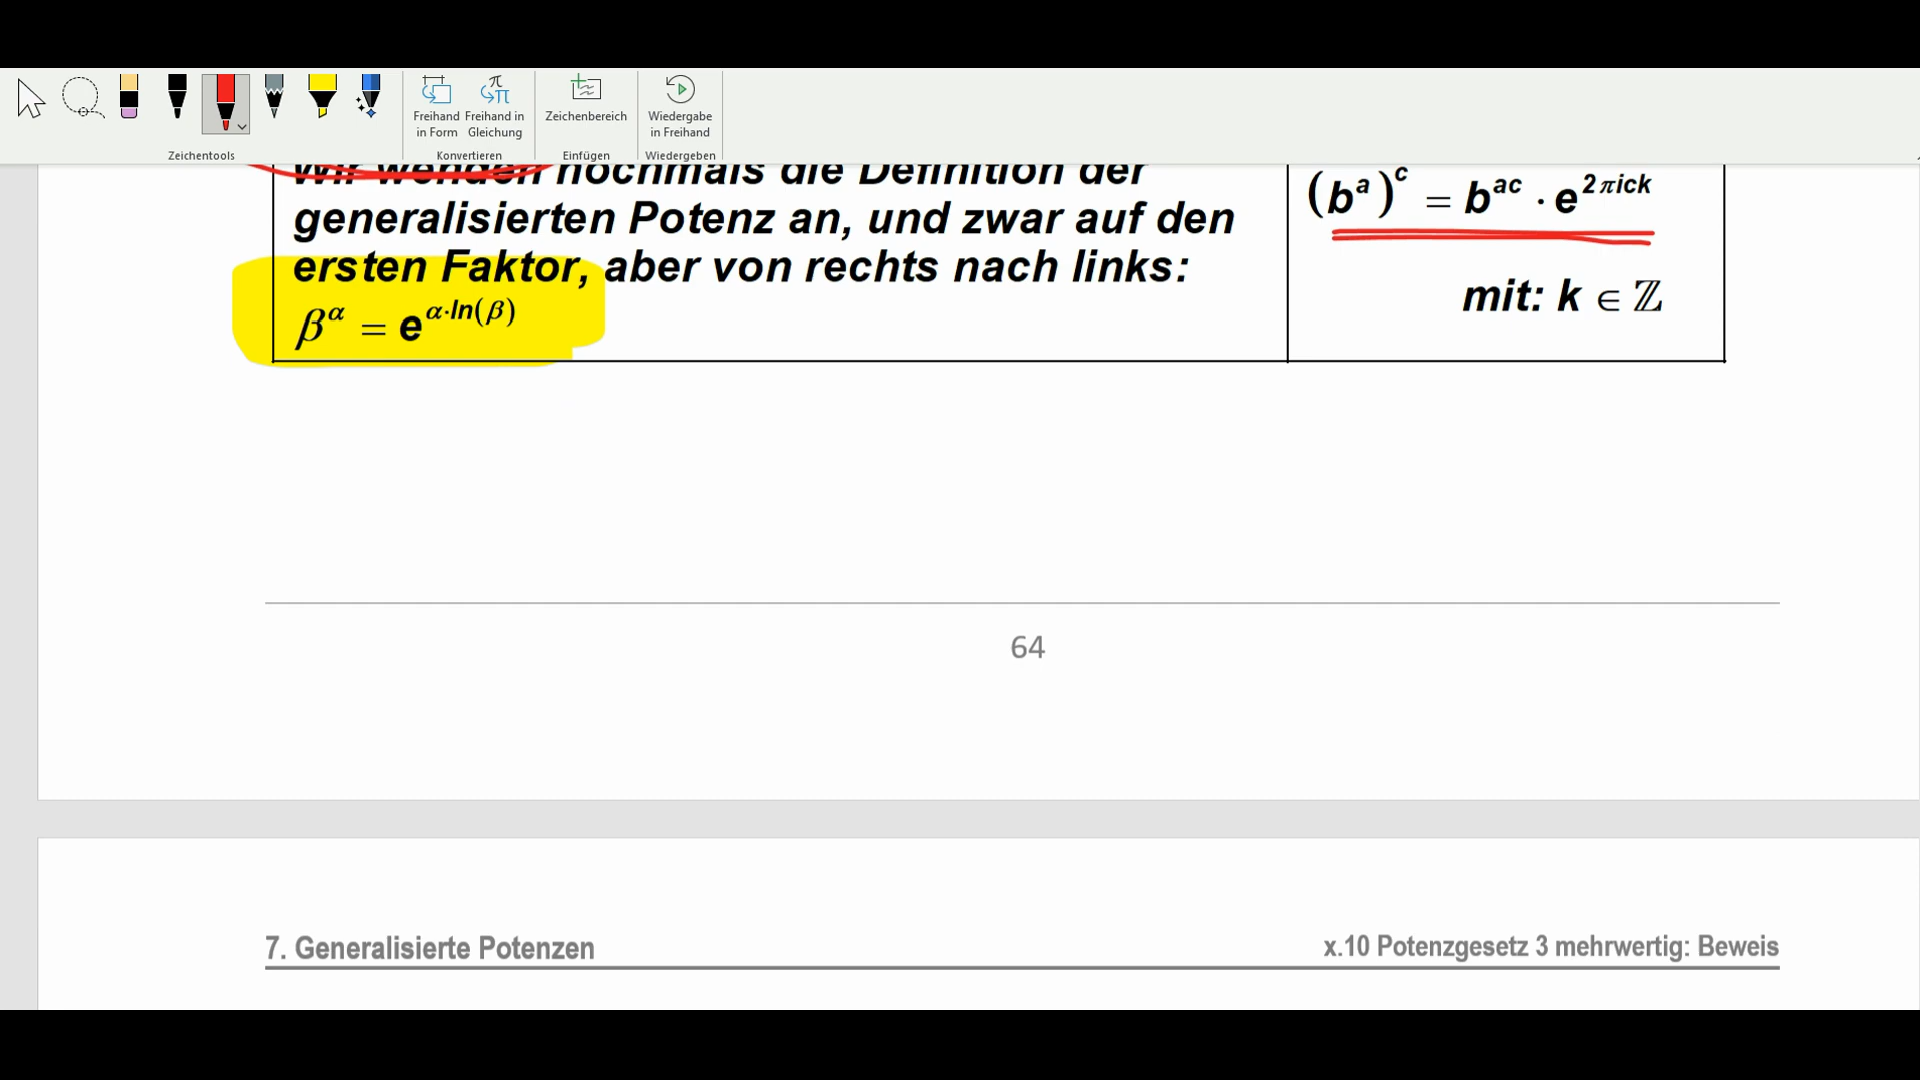 Freihand in Form
Freihand in Gleichung
Zeichenbereich
Wiedergabe in Freihand
Zeichentools
Konvertieren
Einfügen
Wiedergeben
Wir wenden nochmals die Definition der
generalisierten Potenz an, und zwar auf den
ersten Faktor, aber von rechts nach links:
β^α = e^(α·ln(β))
(b^a)^c = b^(ac) · e^(2πick)
mit: k ∈ ℤ
64
7. Generalisierte Potenzen
x.10 Potenzgesetz 3 mehrwertig: Beweis